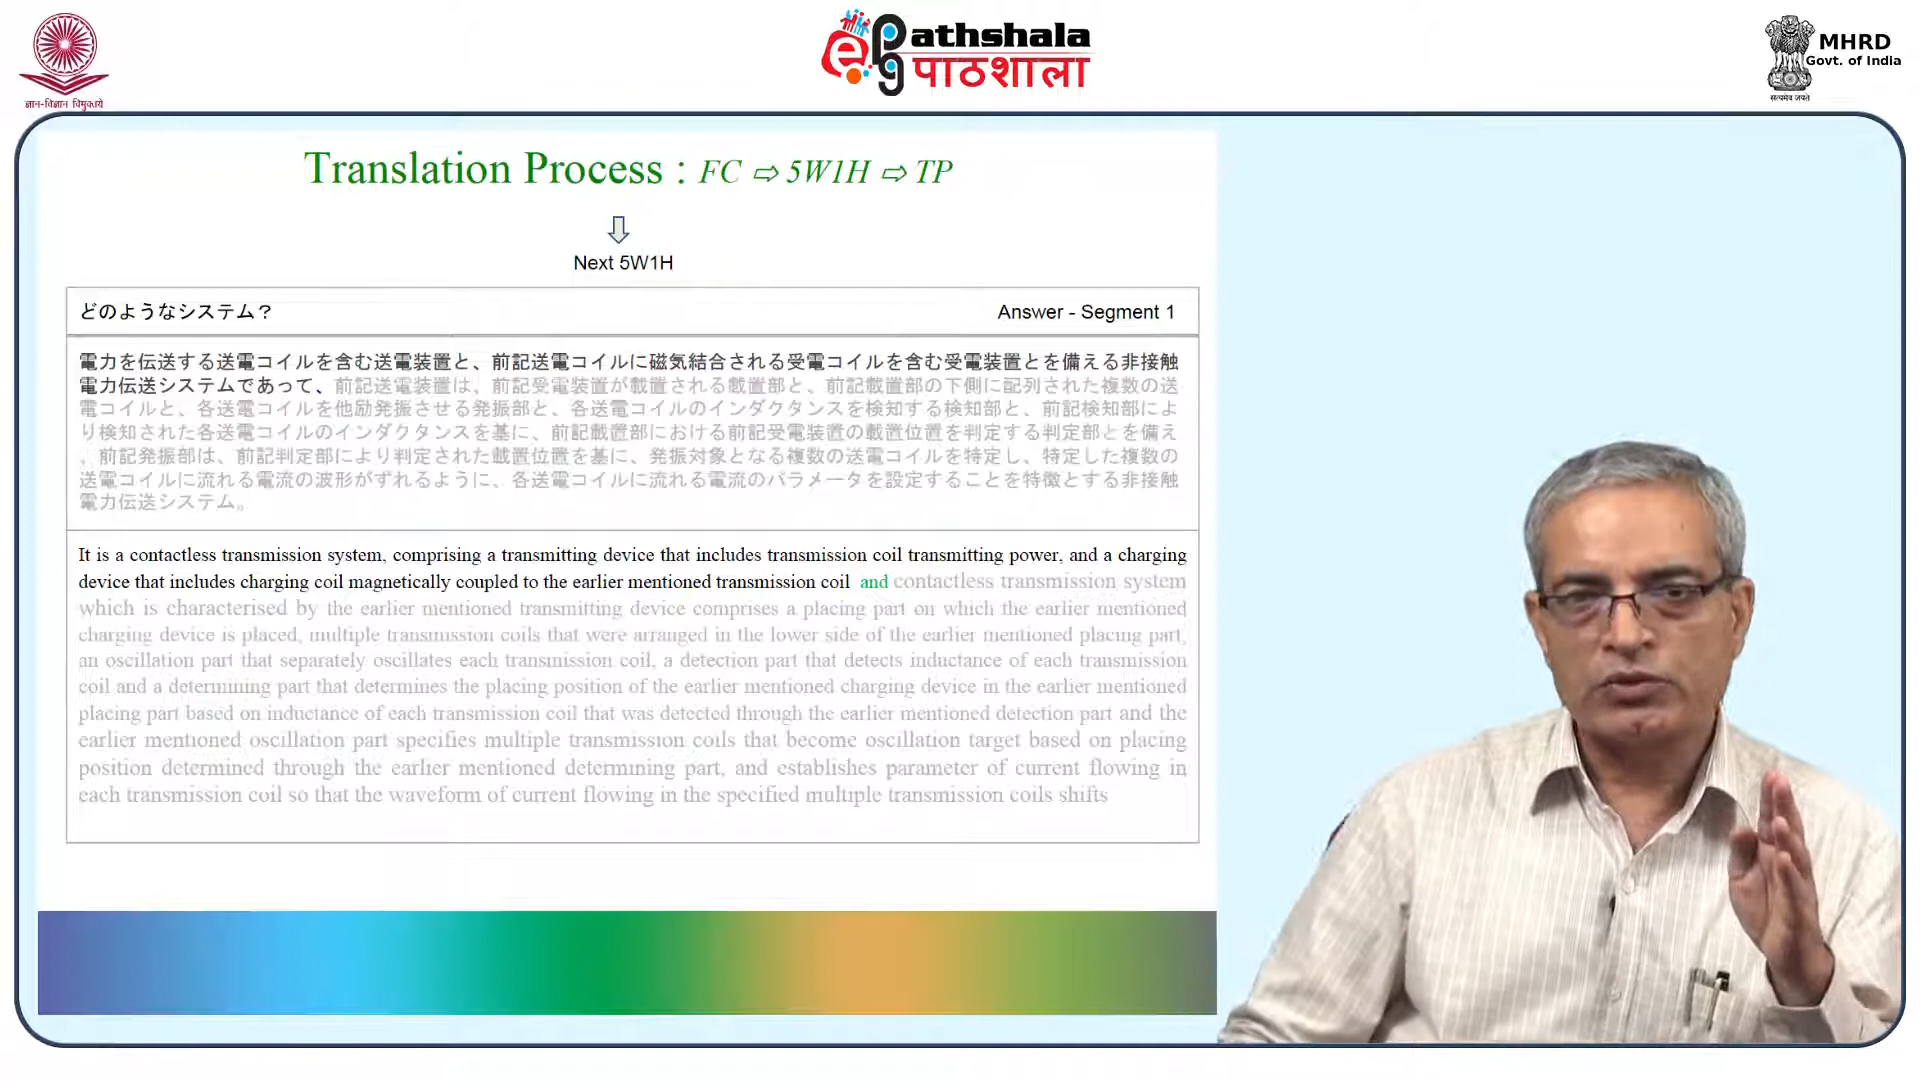 ज्ञान-विज्ञान विमुक्तये
ePathshala
पाठशाला
MHRD
Govt. of India
सत्यमेव जयते
Translation Process : FC ⇨ 5W1H ⇨ TP
Next 5W1H
どのようなシステム？ Answer - Segment 1
電力を伝送する送電コイルを含む送電装置と、前記送電コイルに磁気結合される受電コイルを含む受電装置とを備える非接触
電力伝送システムであって、前記送電装置は、前記受電装置が載置される載置部と、前記載置部の下側に配列された複数の送
電コイルと、各送電コイルを他励発振させる発振部と、各送電コイルのインダクタンスを検知する検知部と、前記検知部によ
り検知された各送電コイルのインダクタンスを基に、前記載置部における前記受電装置の載置位置を判定する判定部とを備え
、前記発振部は、前記判定部により判定された載置位置を基に、発振対象となる複数の送電コイルを特定し、特定した複数の
送電コイルに流れる電流の波形がずれるように、各送電コイルに流れる電流のパラメータを設定することを特徴とする非接触
電力伝送システム。
It is a contactless transmission system, comprising a transmitting device that includes transmission coil transmitting power, and a charging
device that includes charging coil magnetically coupled to the earlier mentioned transmission coil and contactless transmission system
which is characterised by the earlier mentioned transmitting device comprises a placing part on which the earlier mentioned
charging device is placed, multiple transmission coils that were arranged in the lower side of the earlier mentioned placing part,
an oscillation part that separately oscillates each transmission coil, a detection part that detects inductance of each transmission
coil and a determining part that determines the placing position of the earlier mentioned charging device in the earlier mentioned
placing part based on inductance of each transmission coil that was detected through the earlier mentioned detection part and the
earlier mentioned oscillation part specifies multiple transmission coils that become oscillation target based on placing
position determined through the earlier mentioned determining part, and establishes parameter of current flowing in
each transmission coil so that the waveform of current flowing in the specified multiple transmission coils shifts